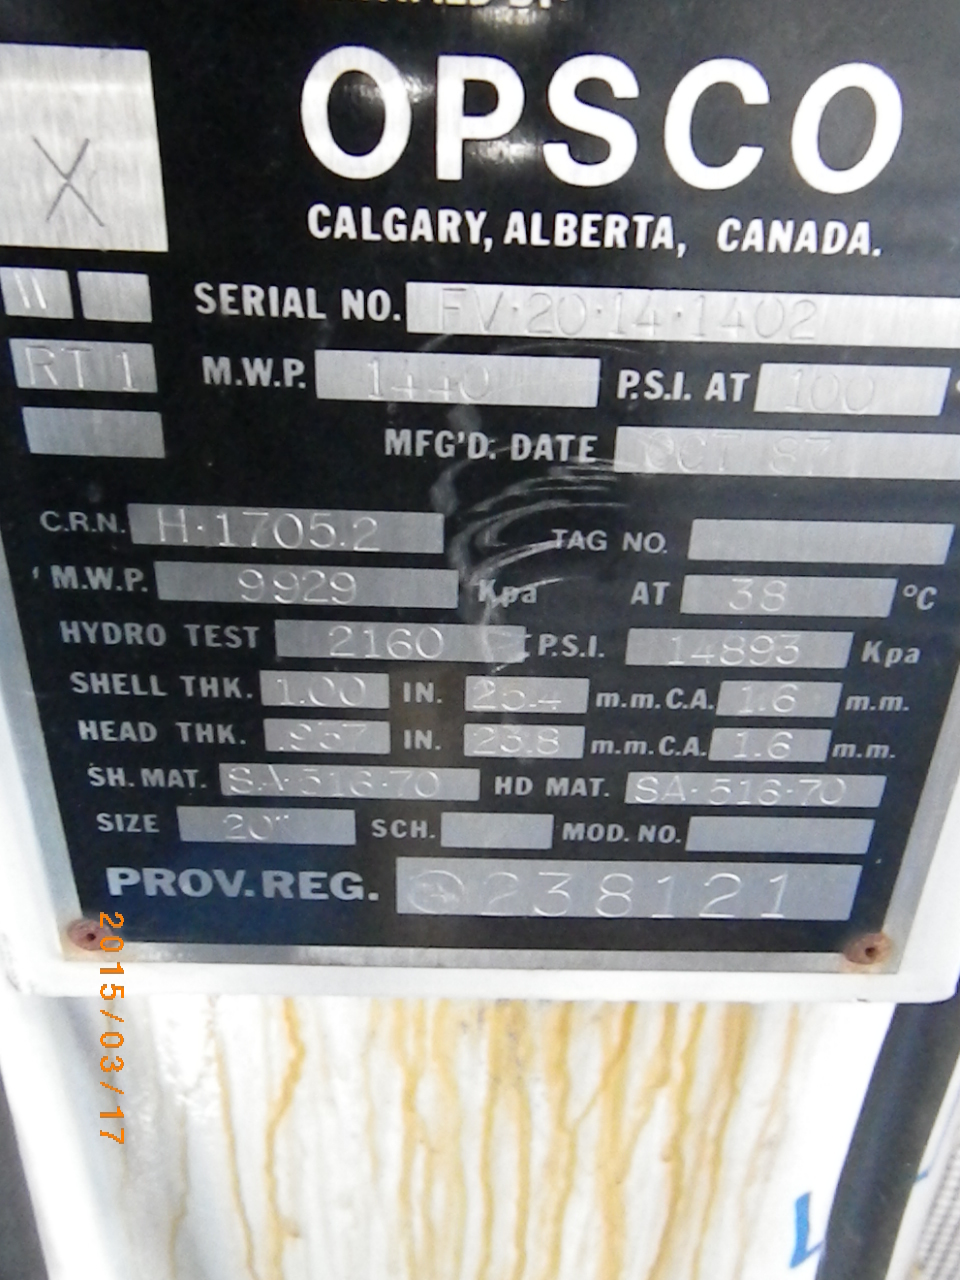 OPSCO
CALGARY, ALBERTA, CANADA.
X
W
SERIAL NO. FV·20·14·1402
RT 1
M.W.P. 1440 P.S.I. AT 100
MFG'D. DATE OCT 87
C.R.N. H·1705.2 TAG NO.
M.W.P. 9929 Kpa AT 38 °C
HYDRO TEST 2160 P.S.I. 14893 Kpa
SHELL THK. 1.00 IN. 25.4 m.m. C.A. 1.6 m.m.
HEAD THK. .937 IN. 23.8 m.m. C.A. 1.6 m.m.
SH. MAT. SA·516·70 HD MAT. SA·516·70
SIZE 20" SCH. MOD. NO.
PROV. REG. 238121
2015/03/17